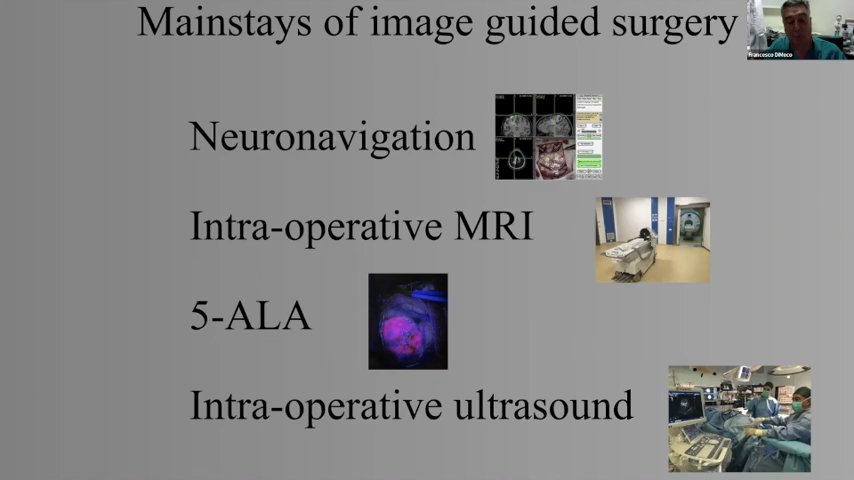 Mainstays of image guided surgery
Francesco DiMeco
Neuronavigation
Intra-operative MRI
5-ALA
Intra-operative ultrasound